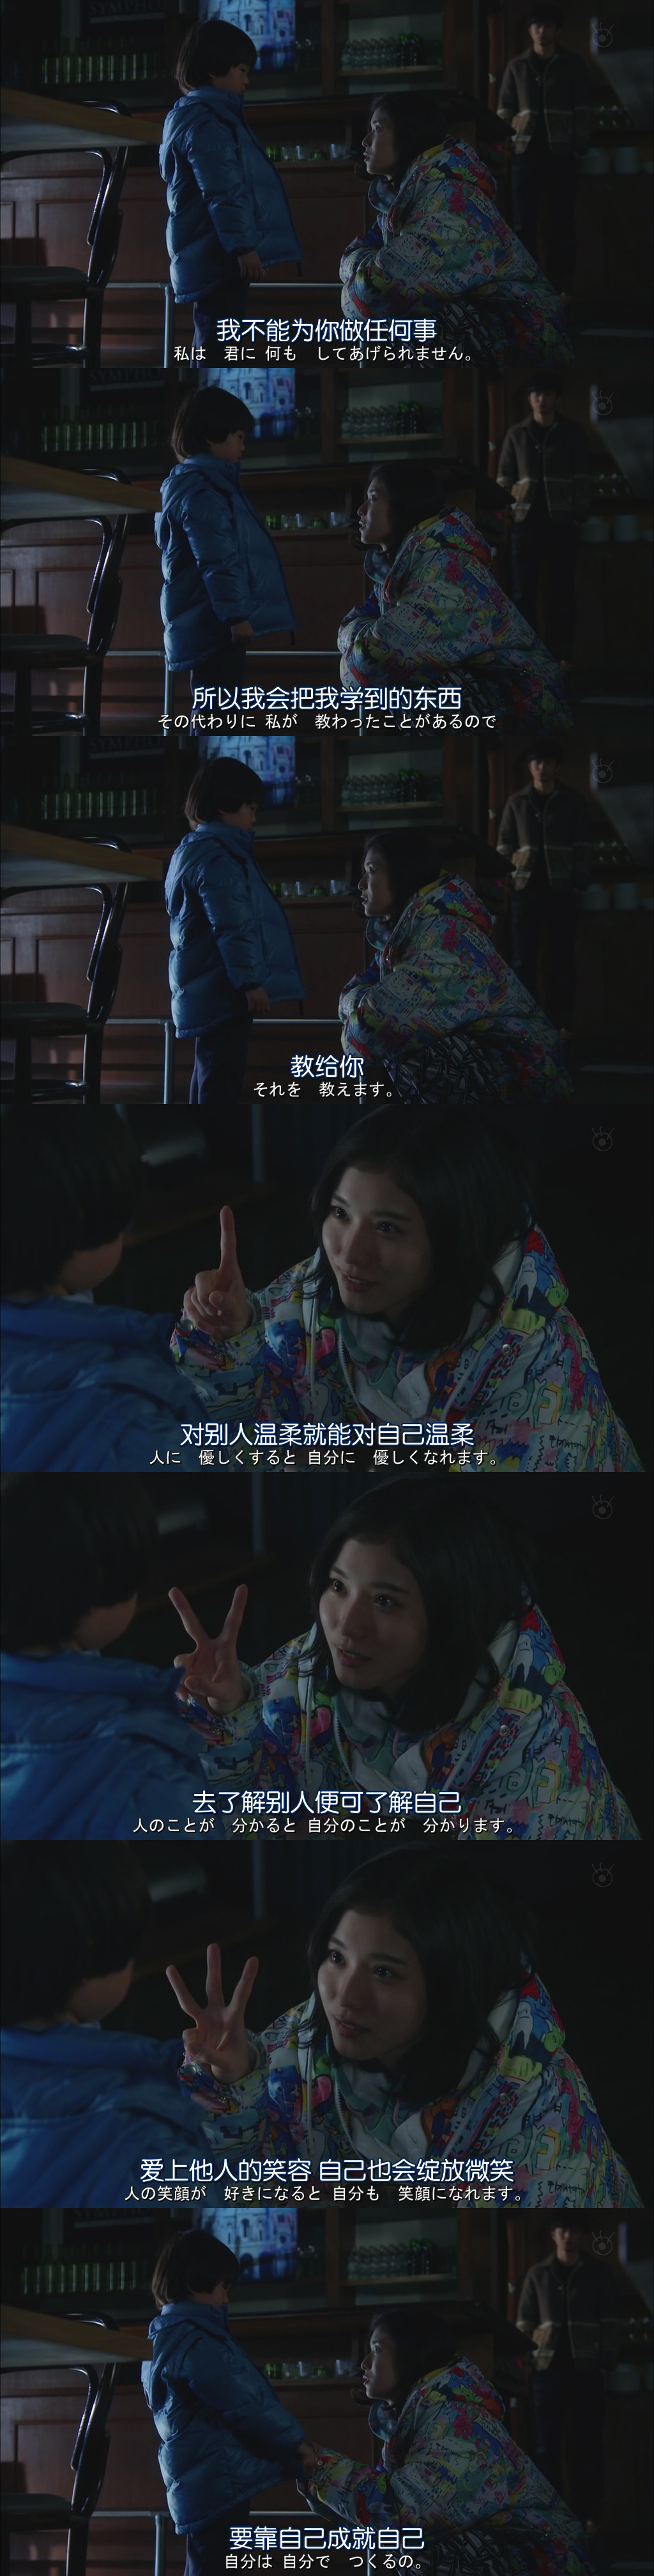 SYMPHO
我不能为你做任何事
私は　君に 何も　してあげられません。
所以我会把我学到的东西
その代わりに 私が　教わったことがあるので
教给你
それを　教えます。
对别人温柔就能对自己温柔
人に　優しくすると 自分に　優しくなれます。
去了解别人便可了解自己
人のことが　分かると 自分のことが　分かります。
爱上他人的笑容 自己也会绽放微笑
人の笑顔が　好きになると 自分も　笑顔になれます。
要靠自己成就自己
自分は 自分で　つくるの。